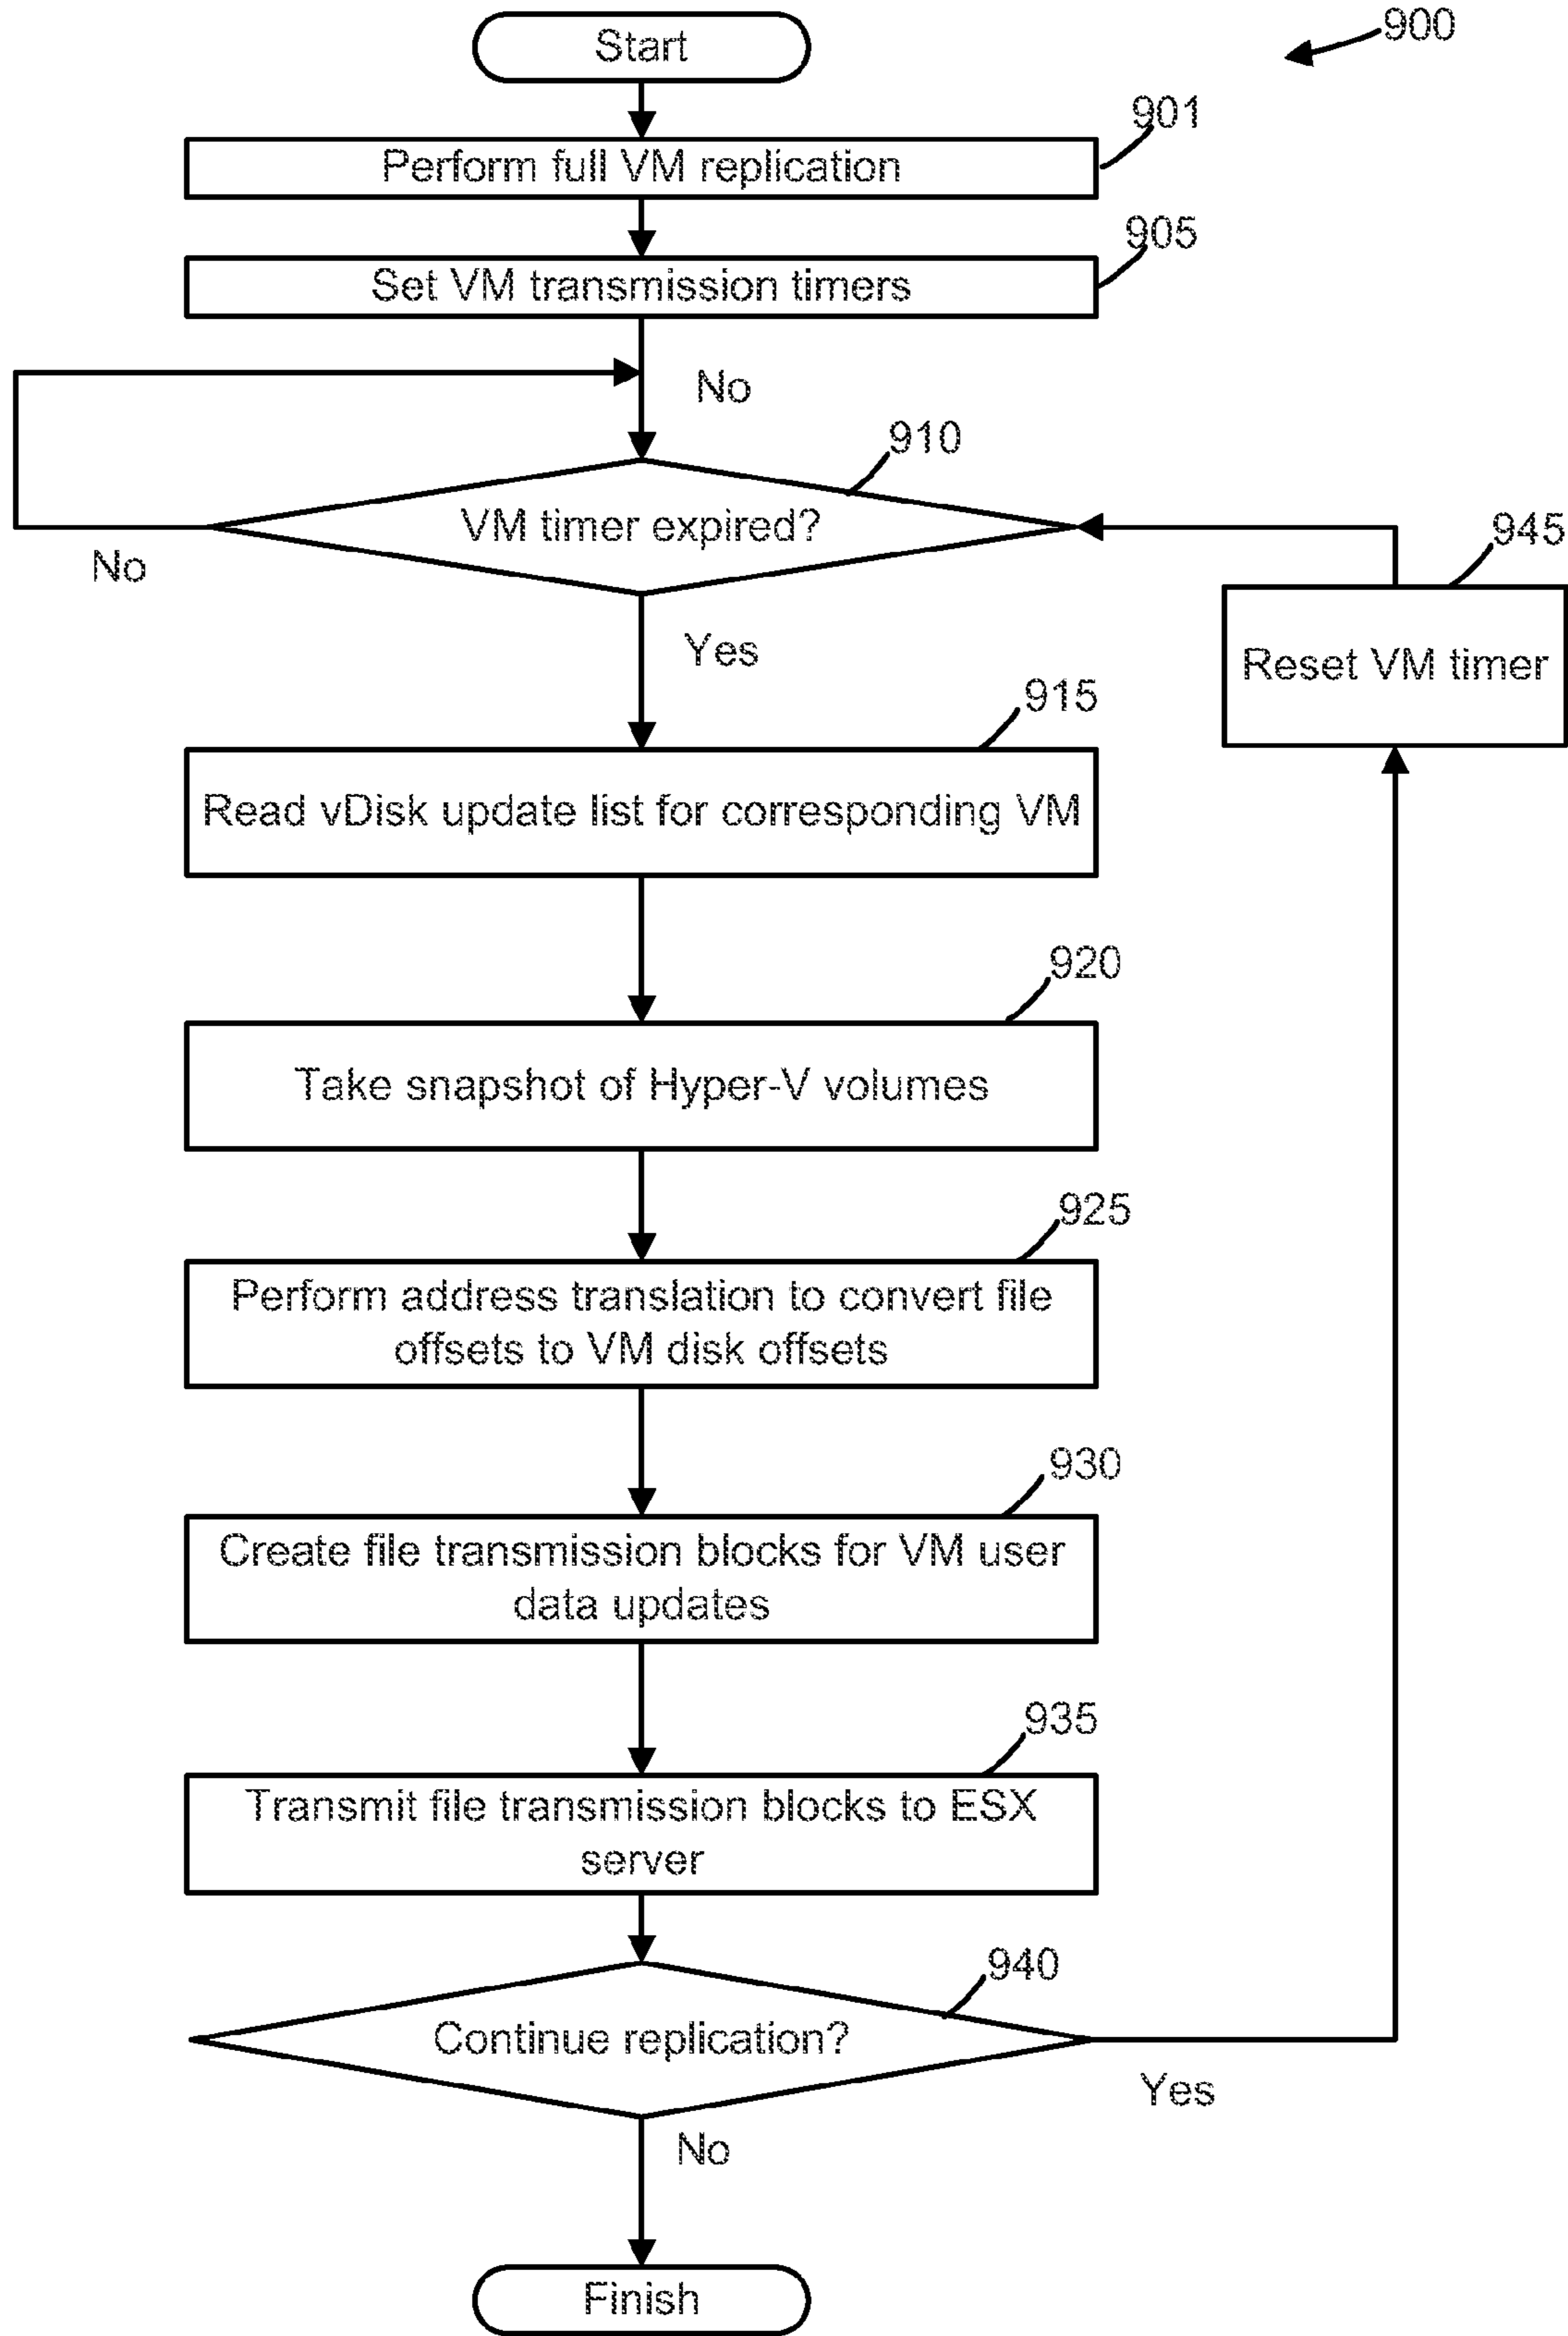 Start
900
901
Perform full VM replication
905
Set VM transmission timers
No
910
VM timer expired?
No
945
Reset VM timer
Yes
915
Read vDisk update list for corresponding VM
920
Take snapshot of Hyper-V volumes
925
Perform address translation to convert file
offsets to VM disk offsets
930
Create file transmission blocks for VM user
data updates
935
Transmit file transmission blocks to ESX
server
940
Continue replication?
Yes
No
Finish